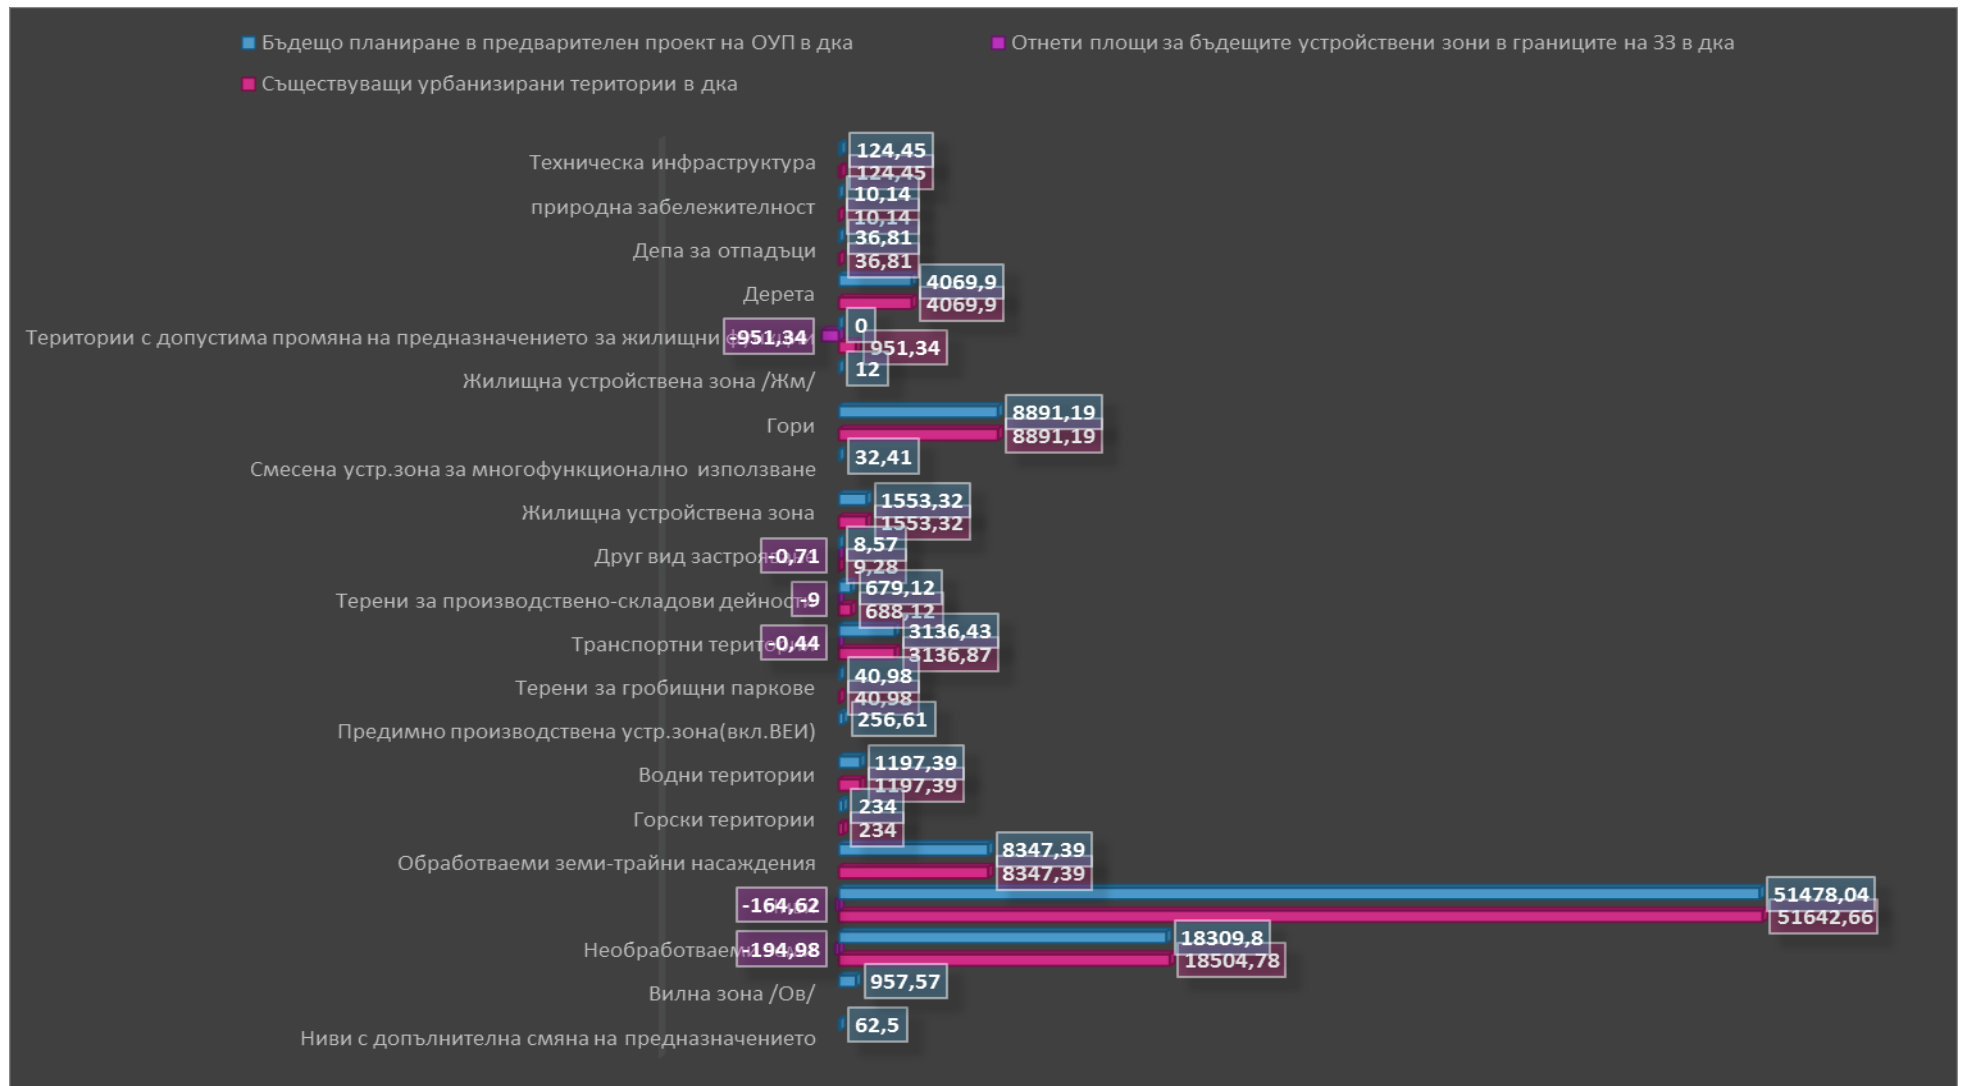 Бъдещо планиране в предварителен проект на ОУП в дка
Отнети площи за бъдещите устройствени зони в границите на ЗЗ в дка
Съществуващи урбанизирани територии в дка
Техническа инфраструктура
124,45
124,45
природна забележителност
10,14
10,14
Депа за отпадъци
36,81
36,81
Дерета
4069,9
4069,9
Територии с допустима промяна на предназначението за жилищни
-951,34
0
951,34
Жилищна устройствена зона /Жм/
12
Гори
8891,19
8891,19
Смесена устр.зона за многофункционално използване
32,41
Жилищна устройствена зона
1553,32
1553,32
Друг вид застрояване
-0,71
8,57
9,28
Терени за производствено-складови дейности
-9
679,12
688,12
Транспортни територии
-0,44
3136,43
3136,87
Терени за гробищни паркове
40,98
40,98
Предимно производствена устр.зона(вкл.ВЕИ)
256,61
Водни територии
1197,39
1197,39
Горски територии
234
234
Обработваеми земи-трайни насаждения
8347,39
8347,39
-164,62
51478,04
51642,66
Необработваеми
-194,98
18309,8
18504,78
Вилна зона /Ов/
957,57
Ниви с допълнителна смяна на предназначението
62,5